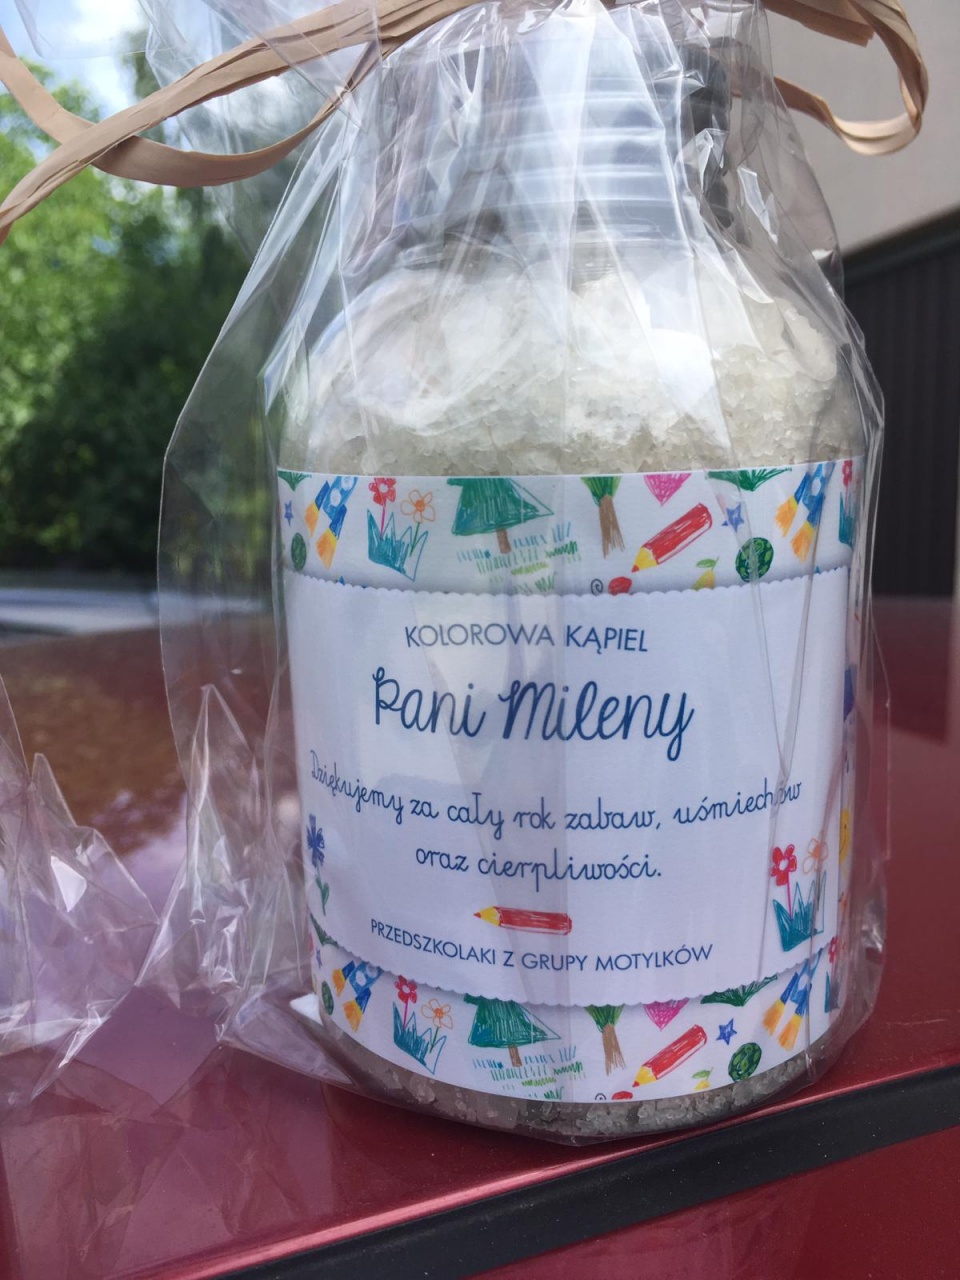 KOLOROWA KĄPIEL
Pani Mileny
Dziękujemy za cały rok zabaw, uśmiechów
oraz cierpliwości.
PRZEDSZKOLAKI Z GRUPY MOTYLKÓW